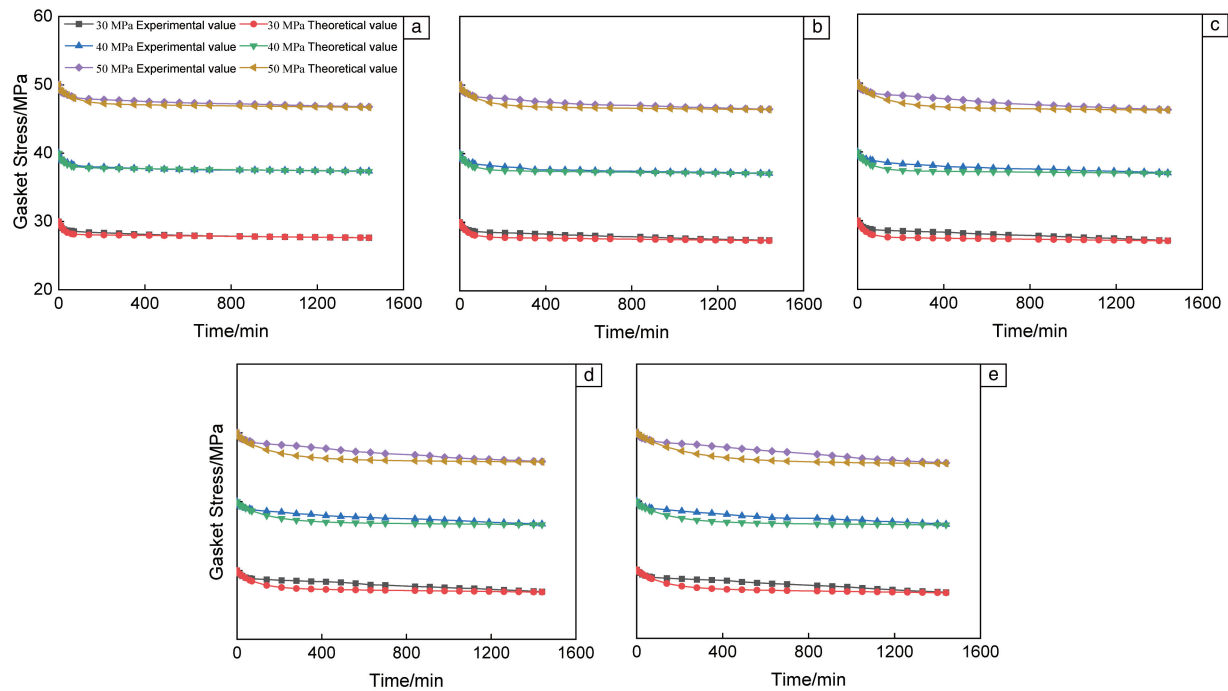 60
30 MPa Experimental value 30 MPa Theoretical value
40 MPa Experimental value 40 MPa Theoretical value
50 MPa Experimental value 50 MPa Theoretical value
a
b
c
50
40
30
20
Gasket Stress/MPa
0 400 800 1200 1600
0 400 800 1200 1600
0 400 800 1200 1600
Time/min
Time/min
Time/min
d
e
Gasket Stress/MPa
0 400 800 1200 1600
0 400 800 1200 1600
Time/min
Time/min